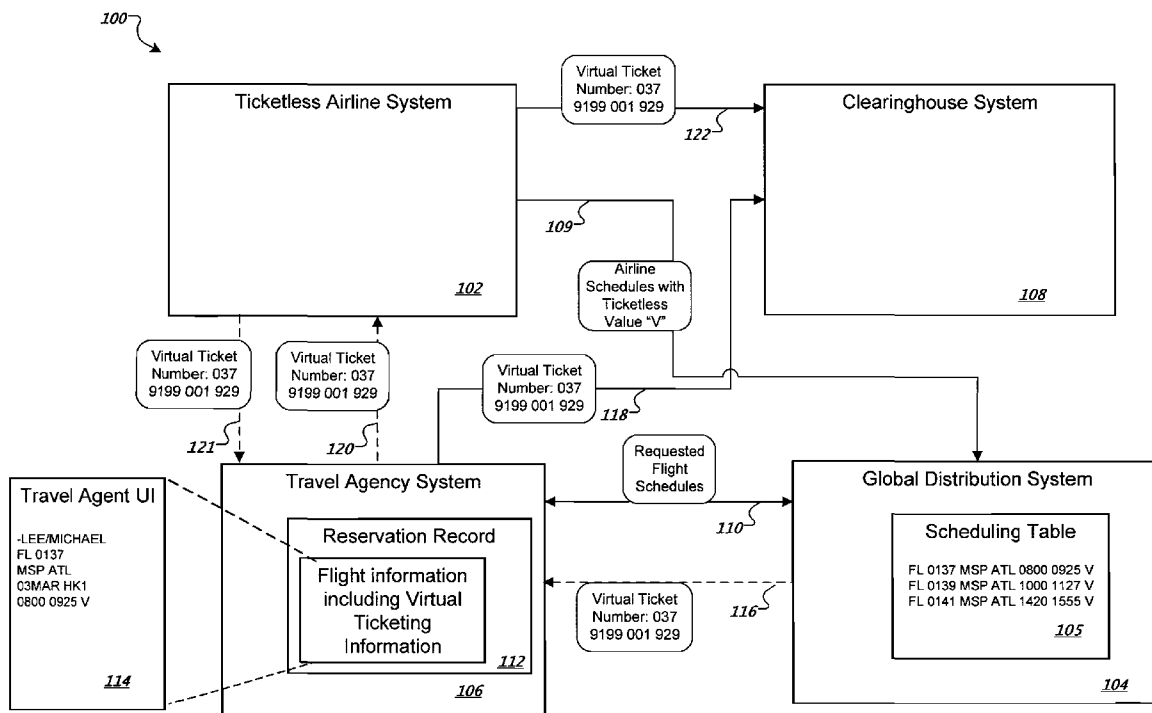 100
Ticketless Airline System
102
Virtual Ticket
Number: 037
9199 001 929
122
Clearinghouse System
108
109
Airline
Schedules with
Ticketless
Value "V"
Virtual Ticket
Number: 037
9199 001 929
121
Virtual Ticket
Number: 037
9199 001 929
120
Virtual Ticket
Number: 037
9199 001 929
118
Travel Agent UI
-LEE/MICHAEL
FL 0137
MSP ATL
03MAR HK1
0800 0925 V
114
Travel Agency System
Reservation Record
Flight information
including Virtual
Ticketing
Information
112
106
Requested
Flight
Schedules
110
Virtual Ticket
Number: 037
9199 001 929
116
Global Distribution System
Scheduling Table
FL 0137 MSP ATL 0800 0925 V
FL 0139 MSP ATL 1000 1127 V
FL 0141 MSP ATL 1420 1555 V
105
104